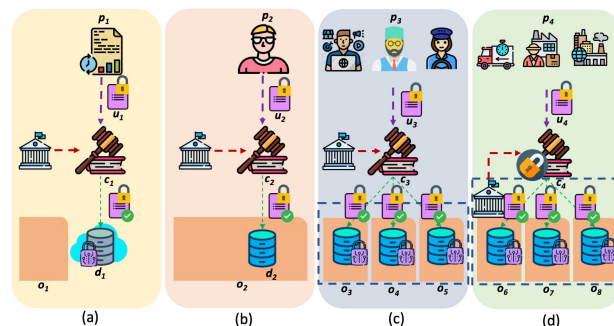 p1 p2 p3 p4
u1 u2 u3 u4
c1 c2 c3 c4
d1 d2
o1 o2 o3 o4 o5 o6 o7 o8
(a) (b) (c) (d)